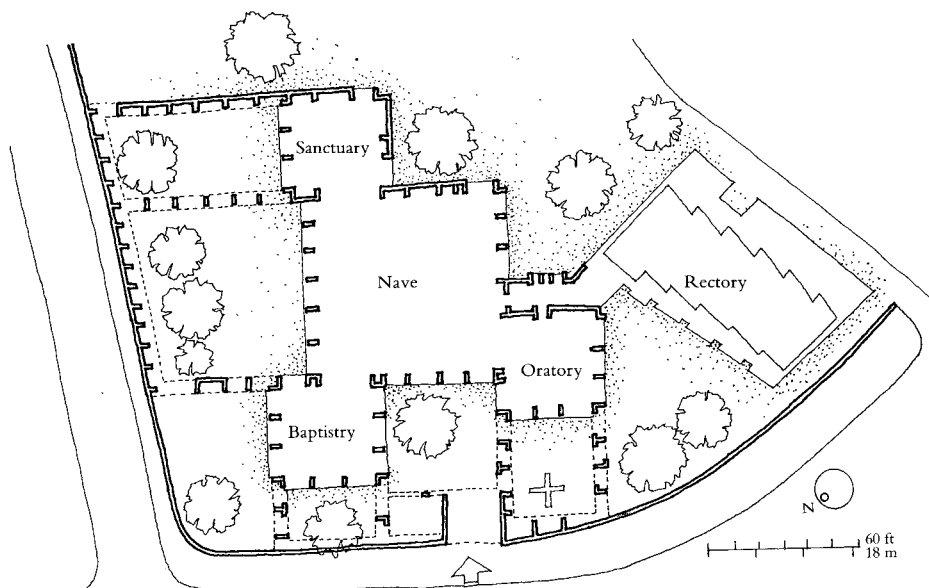 Sanctuary
Nave
Rectory
Oratory
Baptistry
N
60 ft
18 m